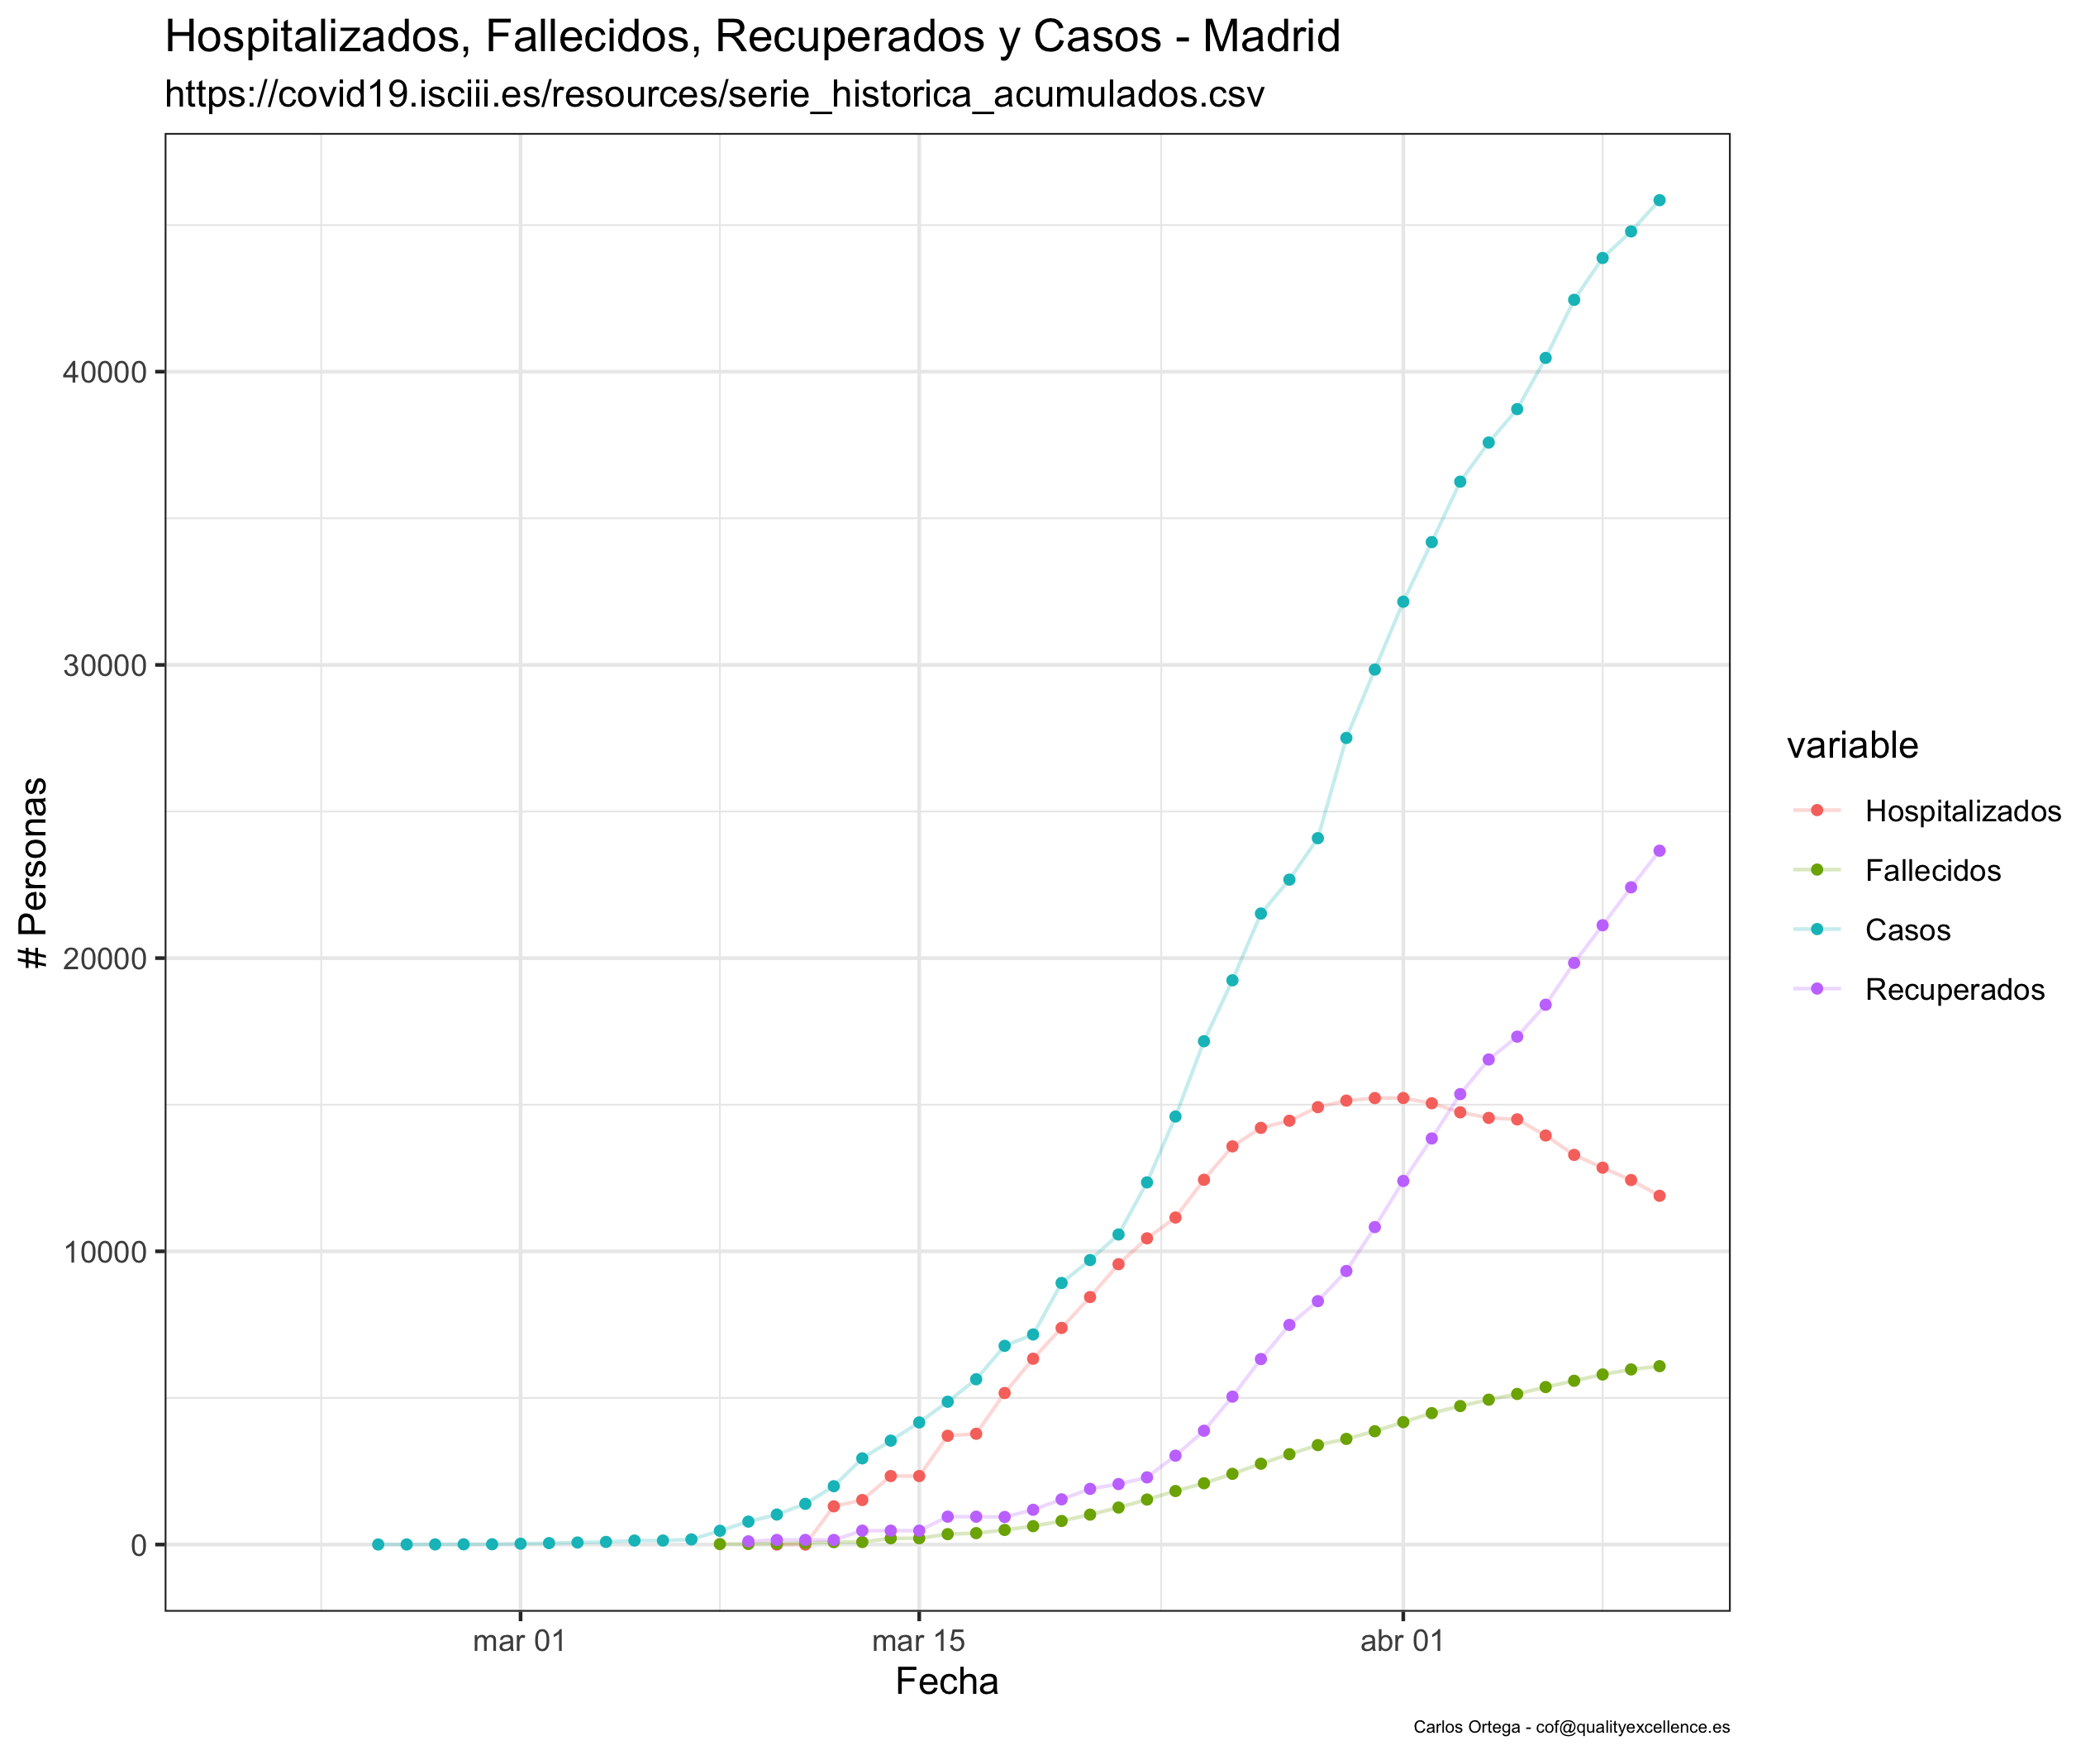 Hospitalizados, Fallecidos, Recuperados y Casos - Madrid
https://covid19.isciii.es/resources/serie_historica_acumulados.csv
# Personas
40000
30000
20000
10000
0
mar 01 mar 15 abr 01
Fecha
variable
Hospitalizados
Fallecidos
Casos
Recuperados
Carlos Ortega - cof@qualityexcellence.es